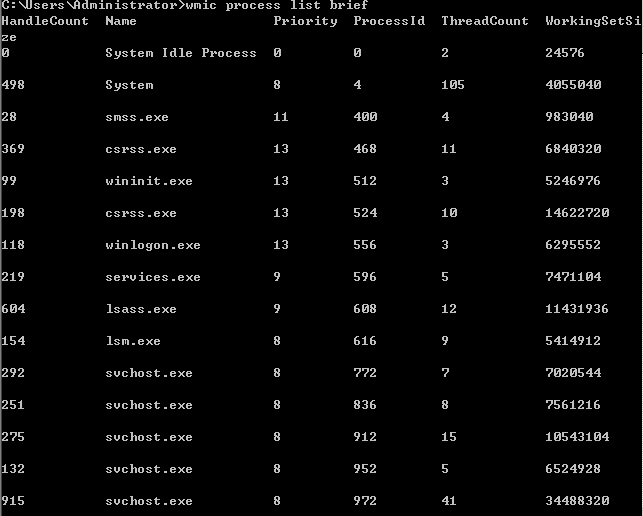 C:\Users\Administrator>wmic process list brief
HandleCount  Name                 Priority  ProcessId  ThreadCount  WorkingSetSi
ze
0            System Idle Process  0         0          2            24576
498          System               8         4          105          4055040
28           smss.exe             11        400        4            983040
369          csrss.exe            13        468        11           6840320
99           wininit.exe          13        512        3            5246976
198          csrss.exe            13        524        10           14622720
118          winlogon.exe         13        556        3            6295552
219          services.exe         9         596        5            7471104
604          lsass.exe            9         608        12           11431936
154          lsm.exe              8         616        9            5414912
292          svchost.exe          8         772        7            7020544
251          svchost.exe          8         836        8            7561216
275          svchost.exe          8         912        15           10543104
132          svchost.exe          8         952        5            6524928
915          svchost.exe          8         972        41           34488320